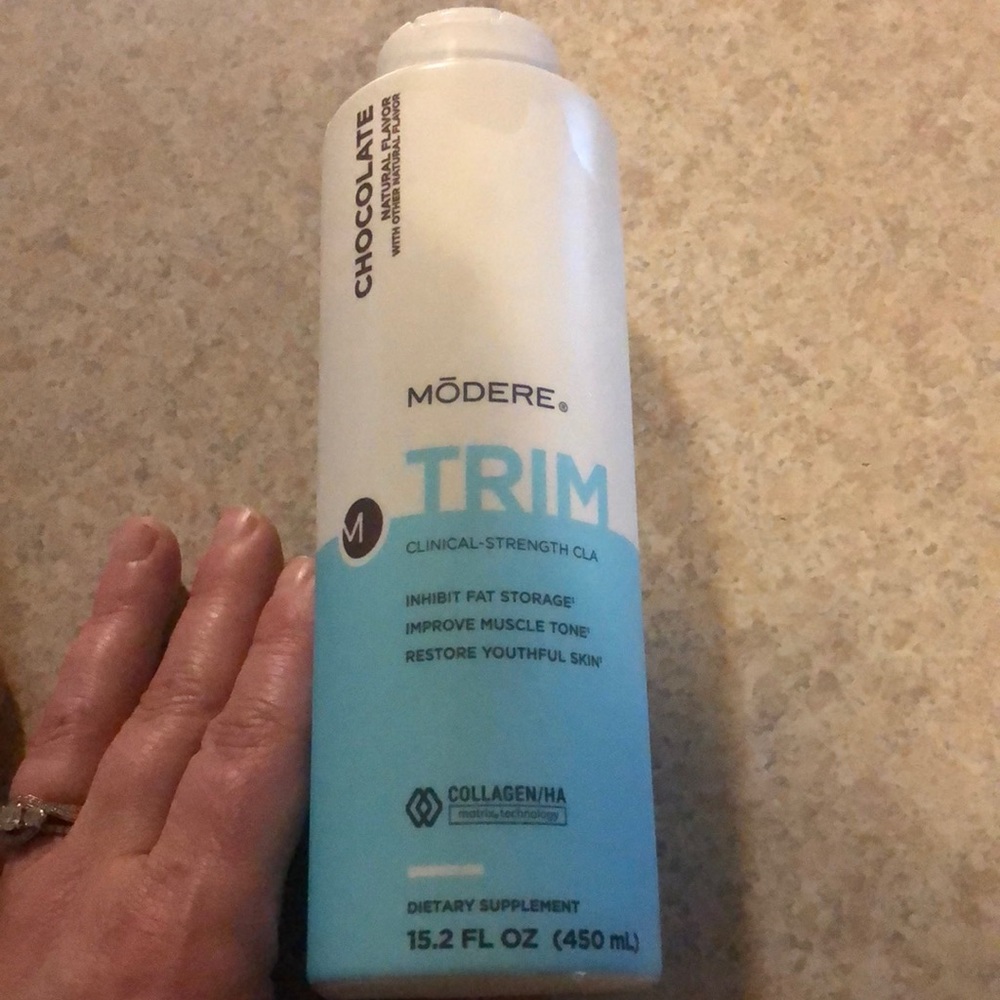 CHOCOLATE
NATURAL FLAVOR
WITH OTHER NATURAL FLAVOR
MŌDERE®
TRIM
M
CLINICAL-STRENGTH CLA
INHIBIT FAT STORAGE‡
IMPROVE MUSCLE TONE‡
RESTORE YOUTHFUL SKIN‡
COLLAGEN/HA
matrix technology
DIETARY SUPPLEMENT
15.2 FL OZ (450 mL)